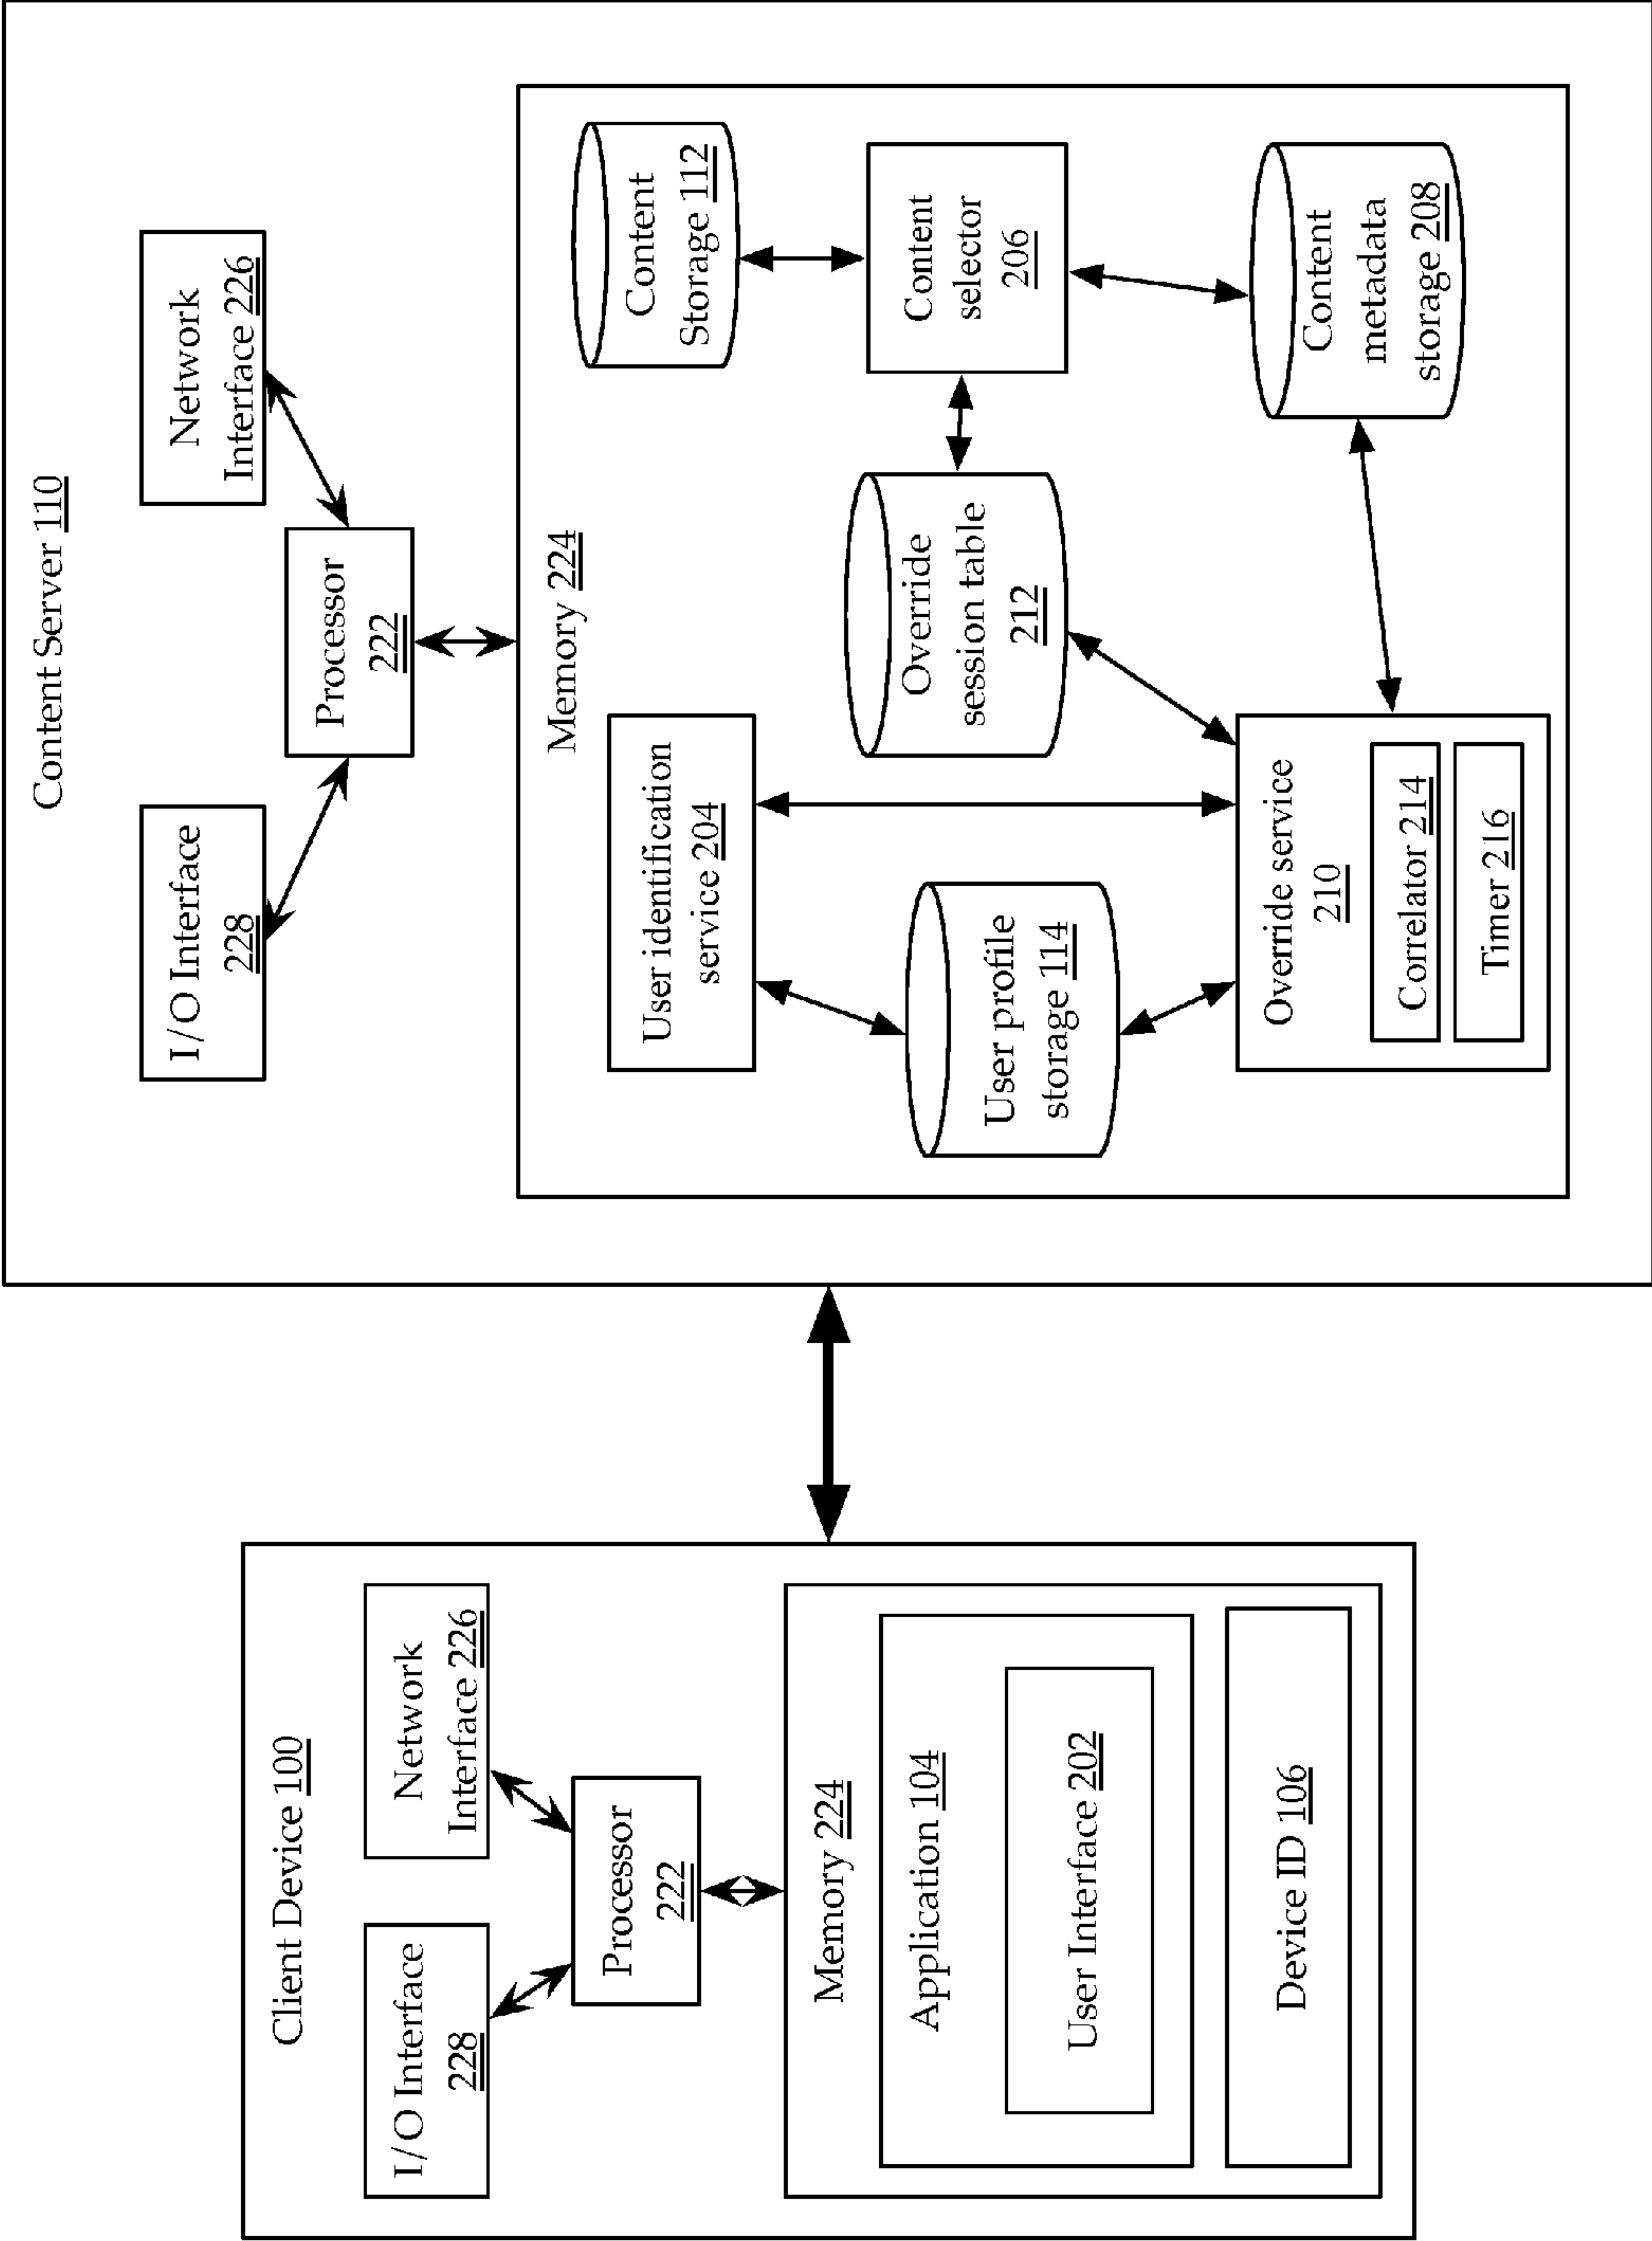 Client Device 100
I/O Interface
228
Network
Interface 226
Processor
222
Memory 224
Application 104
User Interface 202
Device ID 106
Content Server 110
I/O Interface
228
Network
Interface 226
Processor
222
Memory 224
User identification
service 204
Content
Storage 112
User profile
storage 114
Override
session table
212
Content
selector
206
Override service
210
Correlator 214
Timer 216
Content
metadata
storage 208